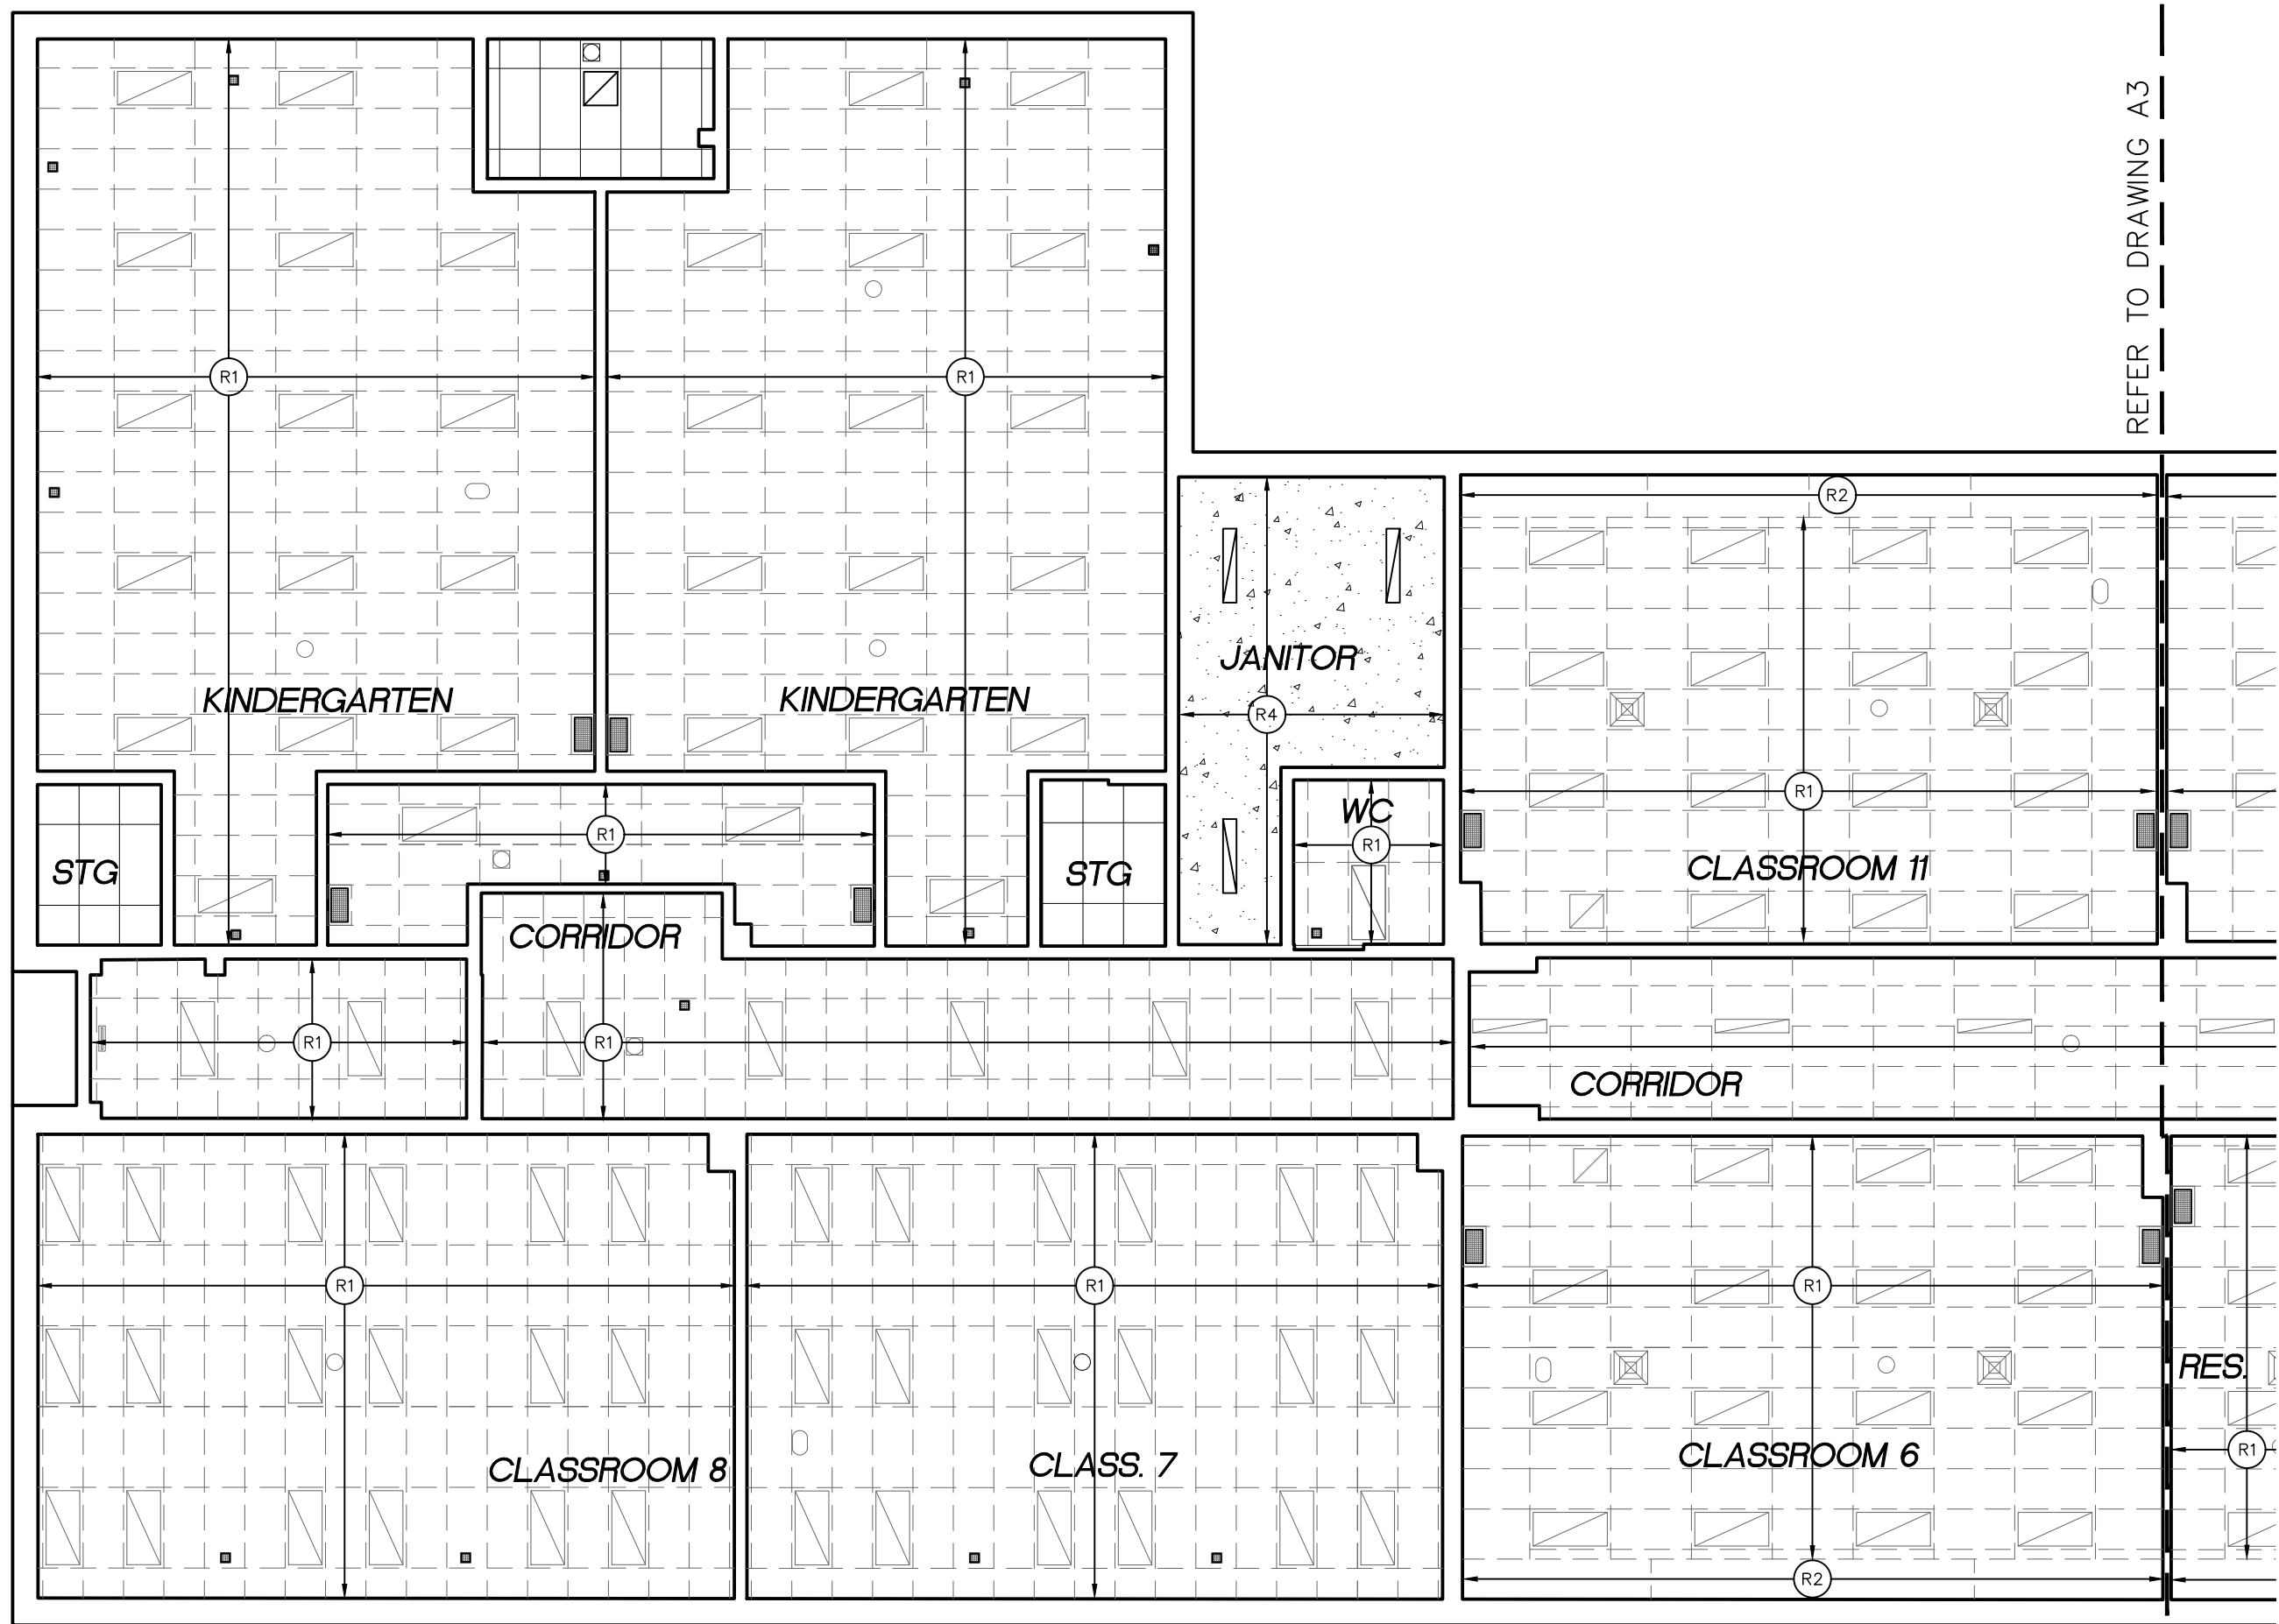 REFER TO DRAWING A3
R1
R1
R2
JANITOR
KINDERGARTEN
KINDERGARTEN
R4
R1
WC
R1
R1
CLASSROOM 11
STG
STG
CORRIDOR
R1
R1
CORRIDOR
R1
R1
R1
RES.
R1
CLASSROOM 8
CLASS. 7
CLASSROOM 6
R2